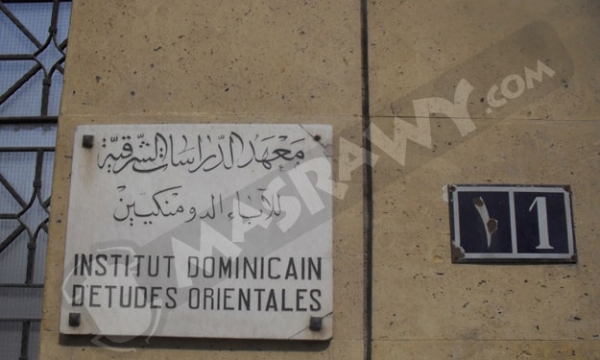 معهد الدراسات الشرقية
للآباء الدومنكيين
INSTITUT DOMINICAIN
D'ETUDES ORIENTALES
١ 1
MASRAWY.COM